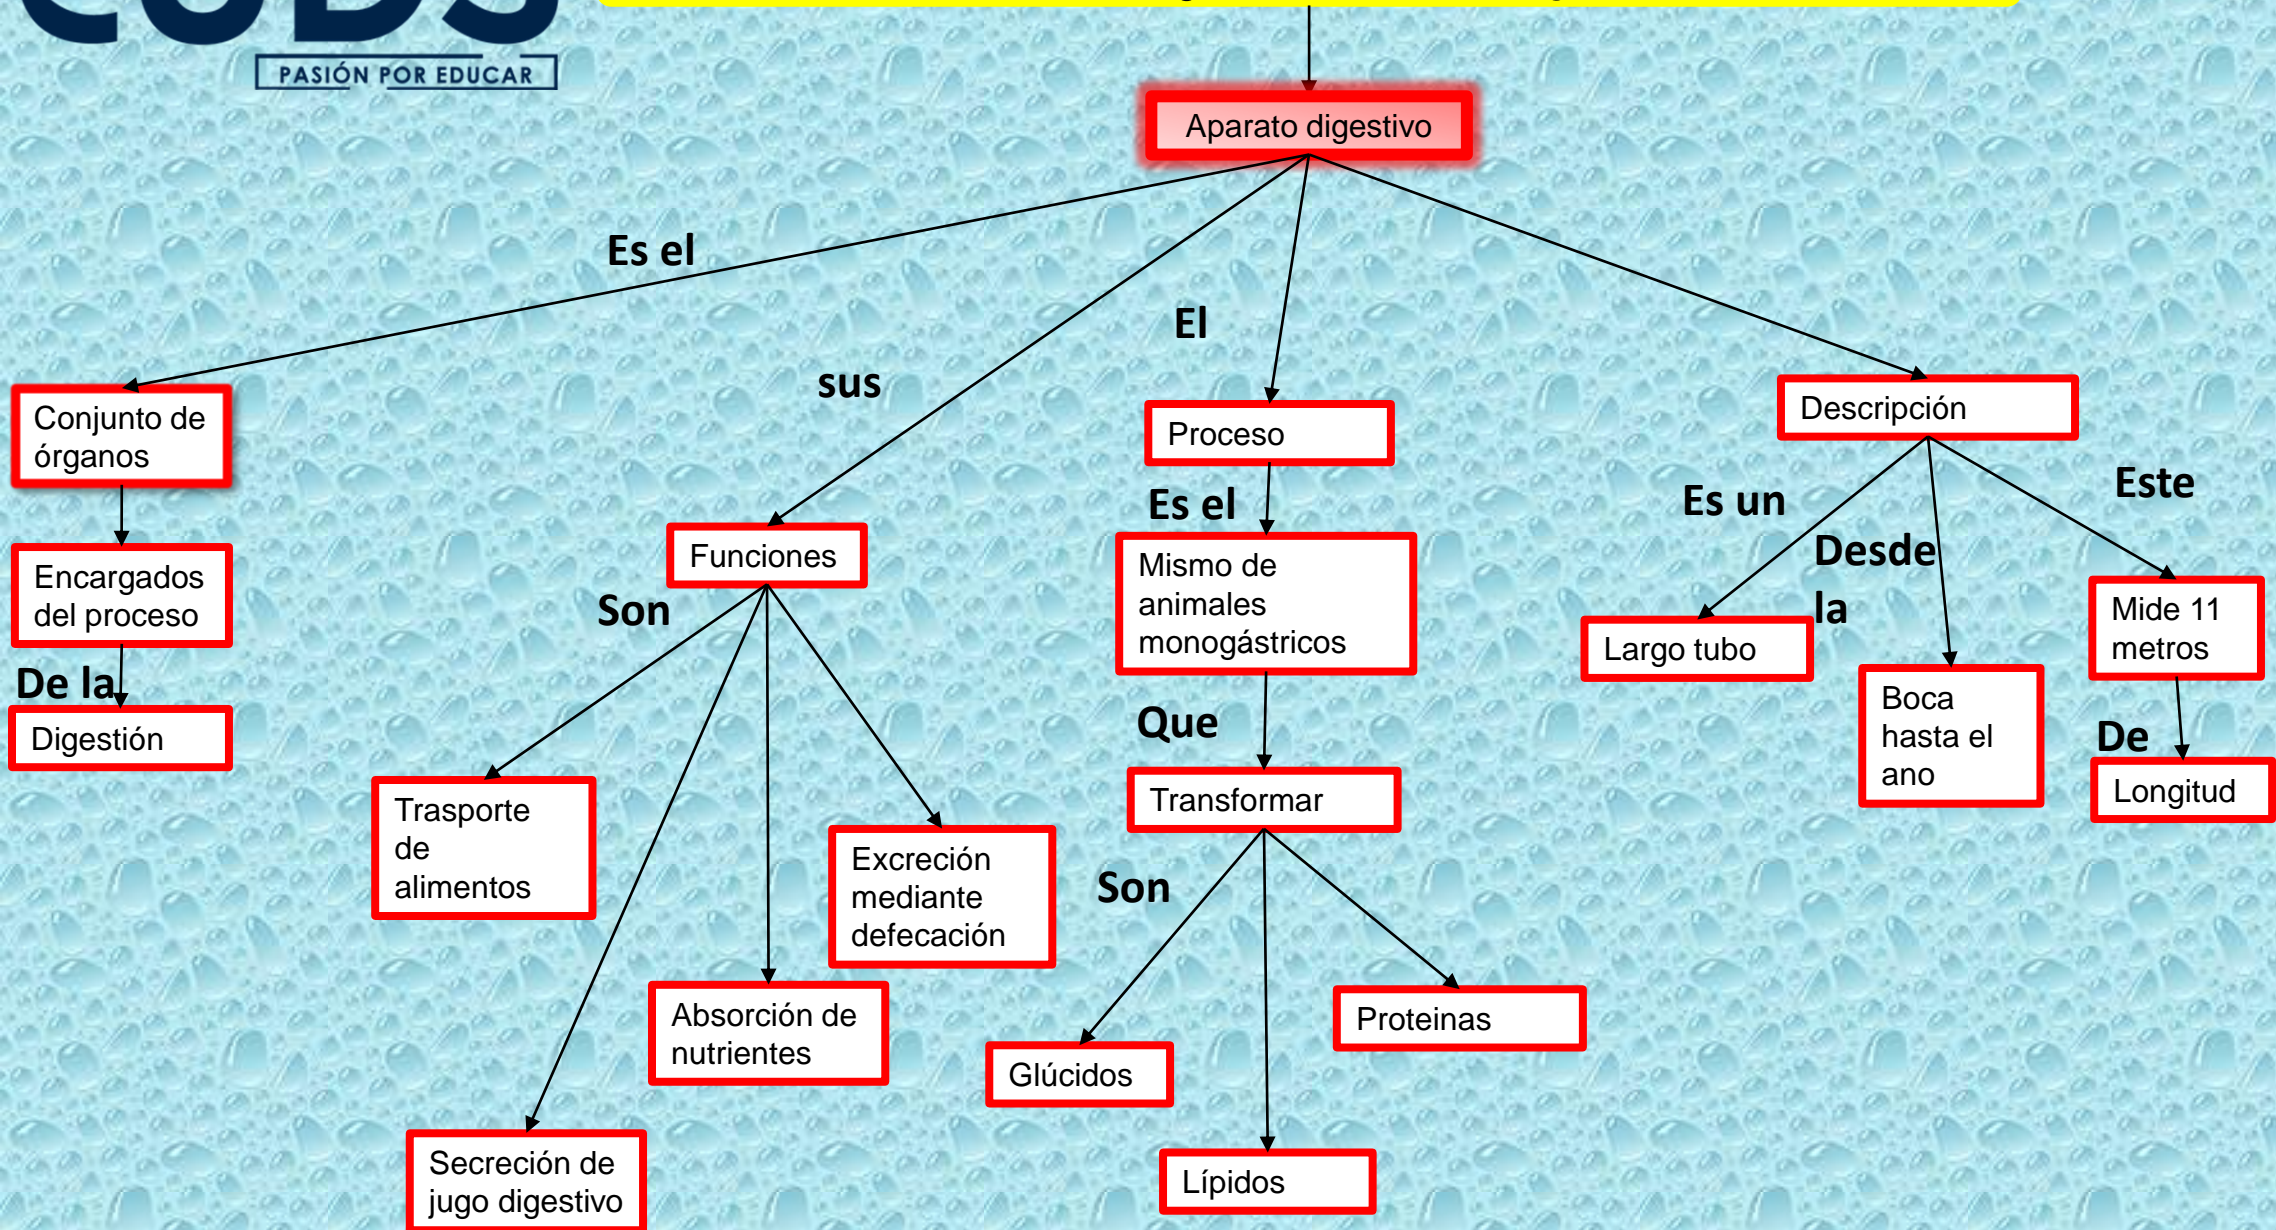 PASIÓN POR EDUCAR
Aparato digestivo
Es el
sus
El
Conjunto de
órganos
Encargados
del proceso
De la
Digestión
Funciones
Son
Trasporte
de
alimentos
Secreción de
jugo digestivo
Absorción de
nutrientes
Excreción
mediante
defecación
Proceso
Es el
Mismo de
animales
monogástricos
Que
Transformar
Son
Glúcidos
Lípidos
Proteinas
Descripción
Es un
Largo tubo
Desde
la
Boca
hasta el
ano
Este
Mide 11
metros
De
Longitud